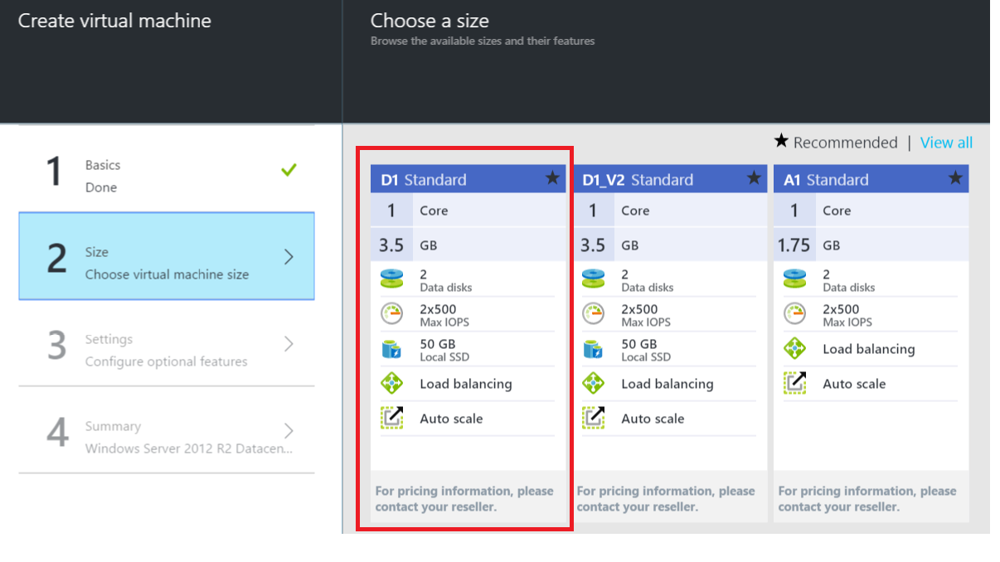 Create virtual machine
Choose a size
Browse the available sizes and their features
1
Basics
Done
2
Size
Choose virtual machine size
3
Settings
Configure optional features
4
Summary
Windows Server 2012 R2 Datacen...
Recommended | View all
D1 Standard
1 Core
3.5 GB
2
Data disks
2x500
Max IOPS
50 GB
Local SSD
Load balancing
Auto scale
For pricing information, please
contact your reseller.
D1_V2 Standard
1 Core
3.5 GB
2
Data disks
2x500
Max IOPS
50 GB
Local SSD
Load balancing
Auto scale
For pricing information, please
contact your reseller.
A1 Standard
1 Core
1.75 GB
2
Data disks
2x500
Max IOPS
Load balancing
Auto scale
For pricing information, please
contact your reseller.